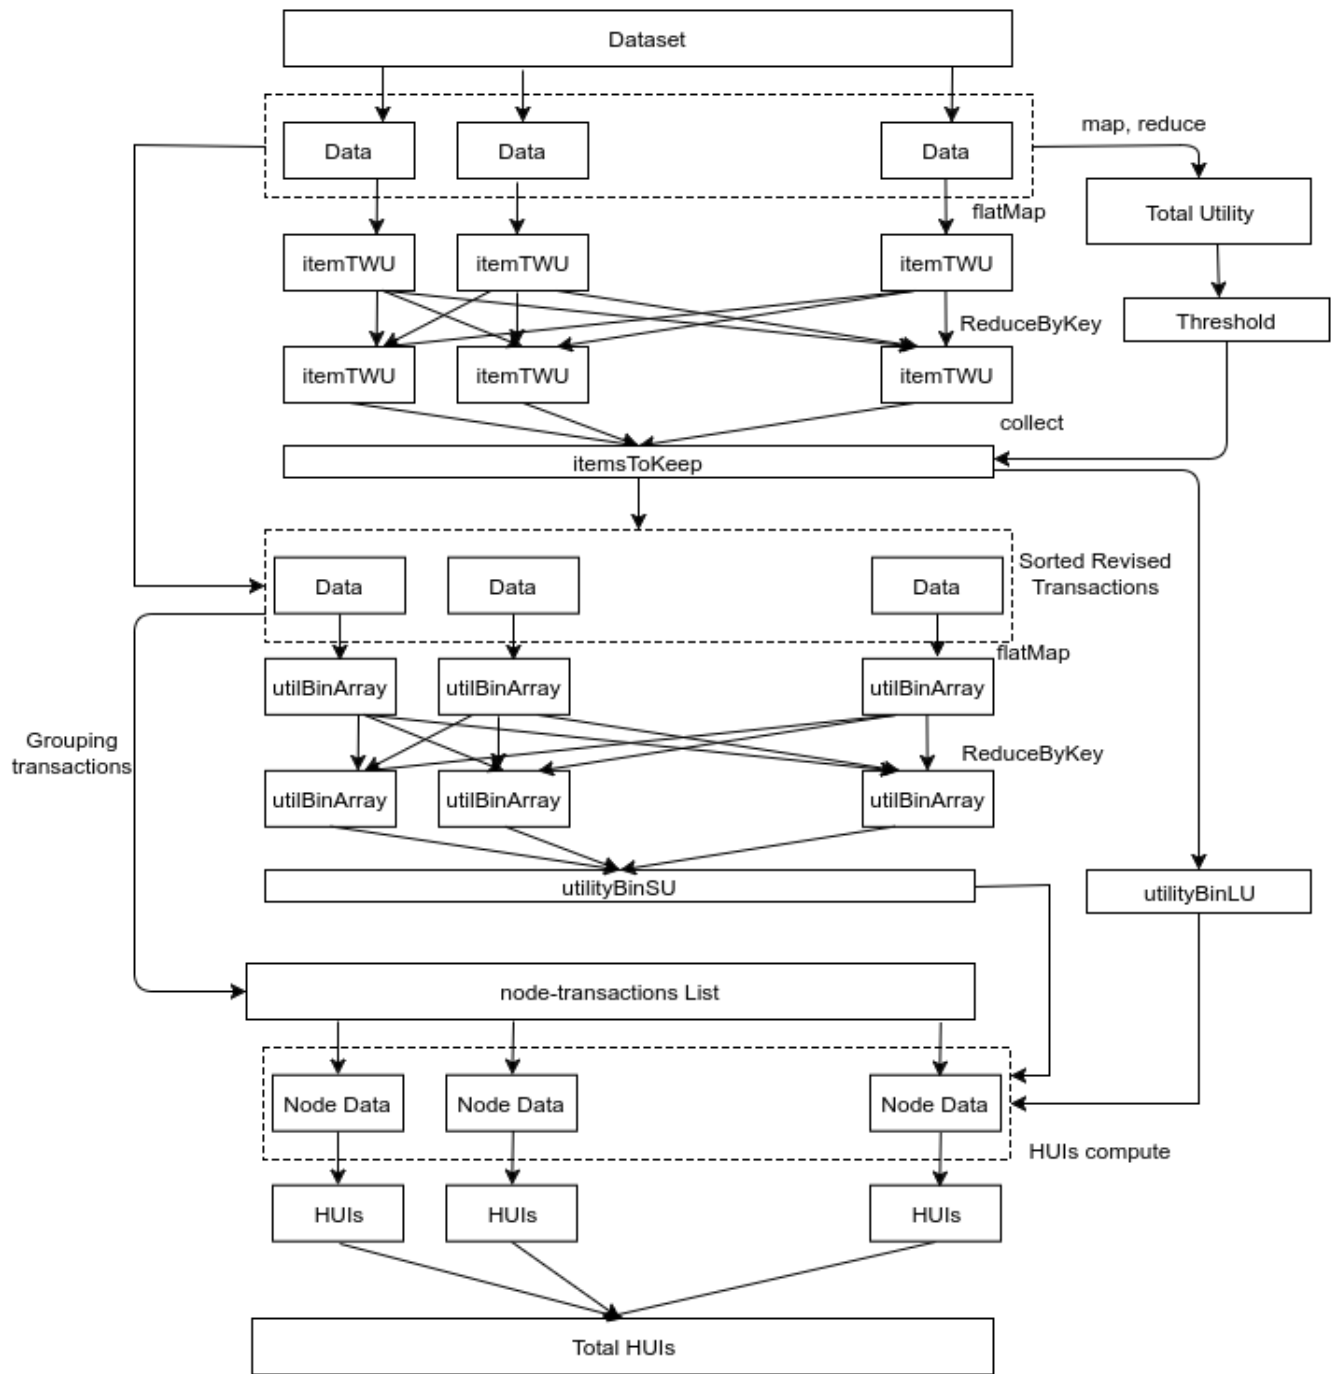 Dataset
map, reduce
Data
Data
Data
flatMap
Total Utility
itemTWU
itemTWU
itemTWU
ReduceByKey
Threshold
itemTWU
itemTWU
itemTWU
collect
itemsToKeep
Sorted Revised
Transactions
Data
Data
Data
flatMap
utilBinArray
utilBinArray
utilBinArray
Grouping
transactions
ReduceByKey
utilBinArray
utilBinArray
utilBinArray
utilityBinSU
utilityBinLU
node-transactions List
Node Data
Node Data
Node Data
HUIs compute
HUIs
HUIs
HUIs
Total HUIs